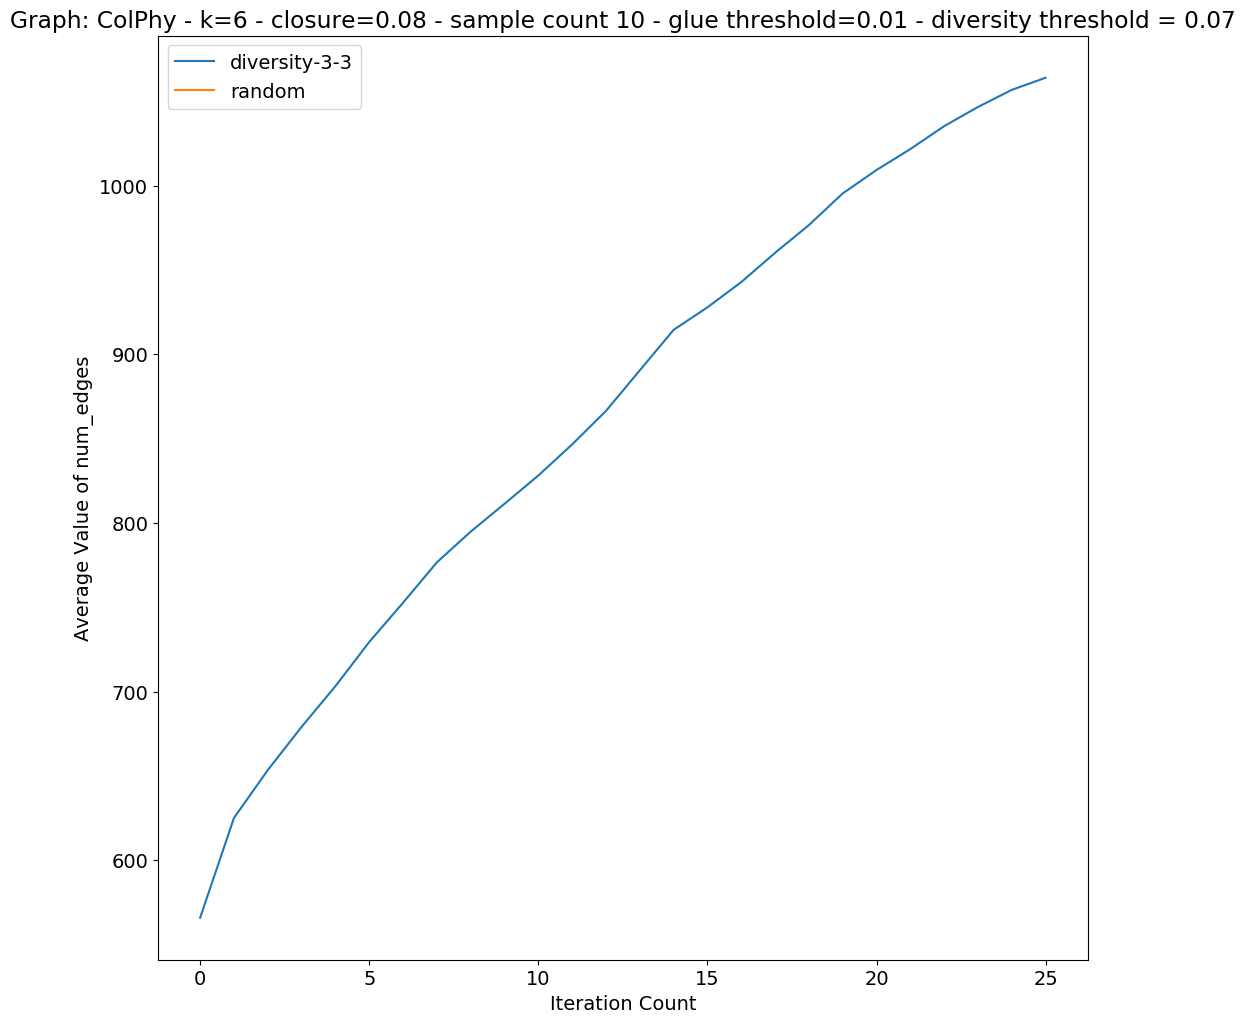 Graph: ColPhy - k=6 - closure=0.08 - sample count 10 - glue threshold=0.01 - diversity threshold = 0.07
diversity-3-3
random
1000
900
800
700
600
Average Value of num_edges
0 5 10 15 20 25
Iteration Count